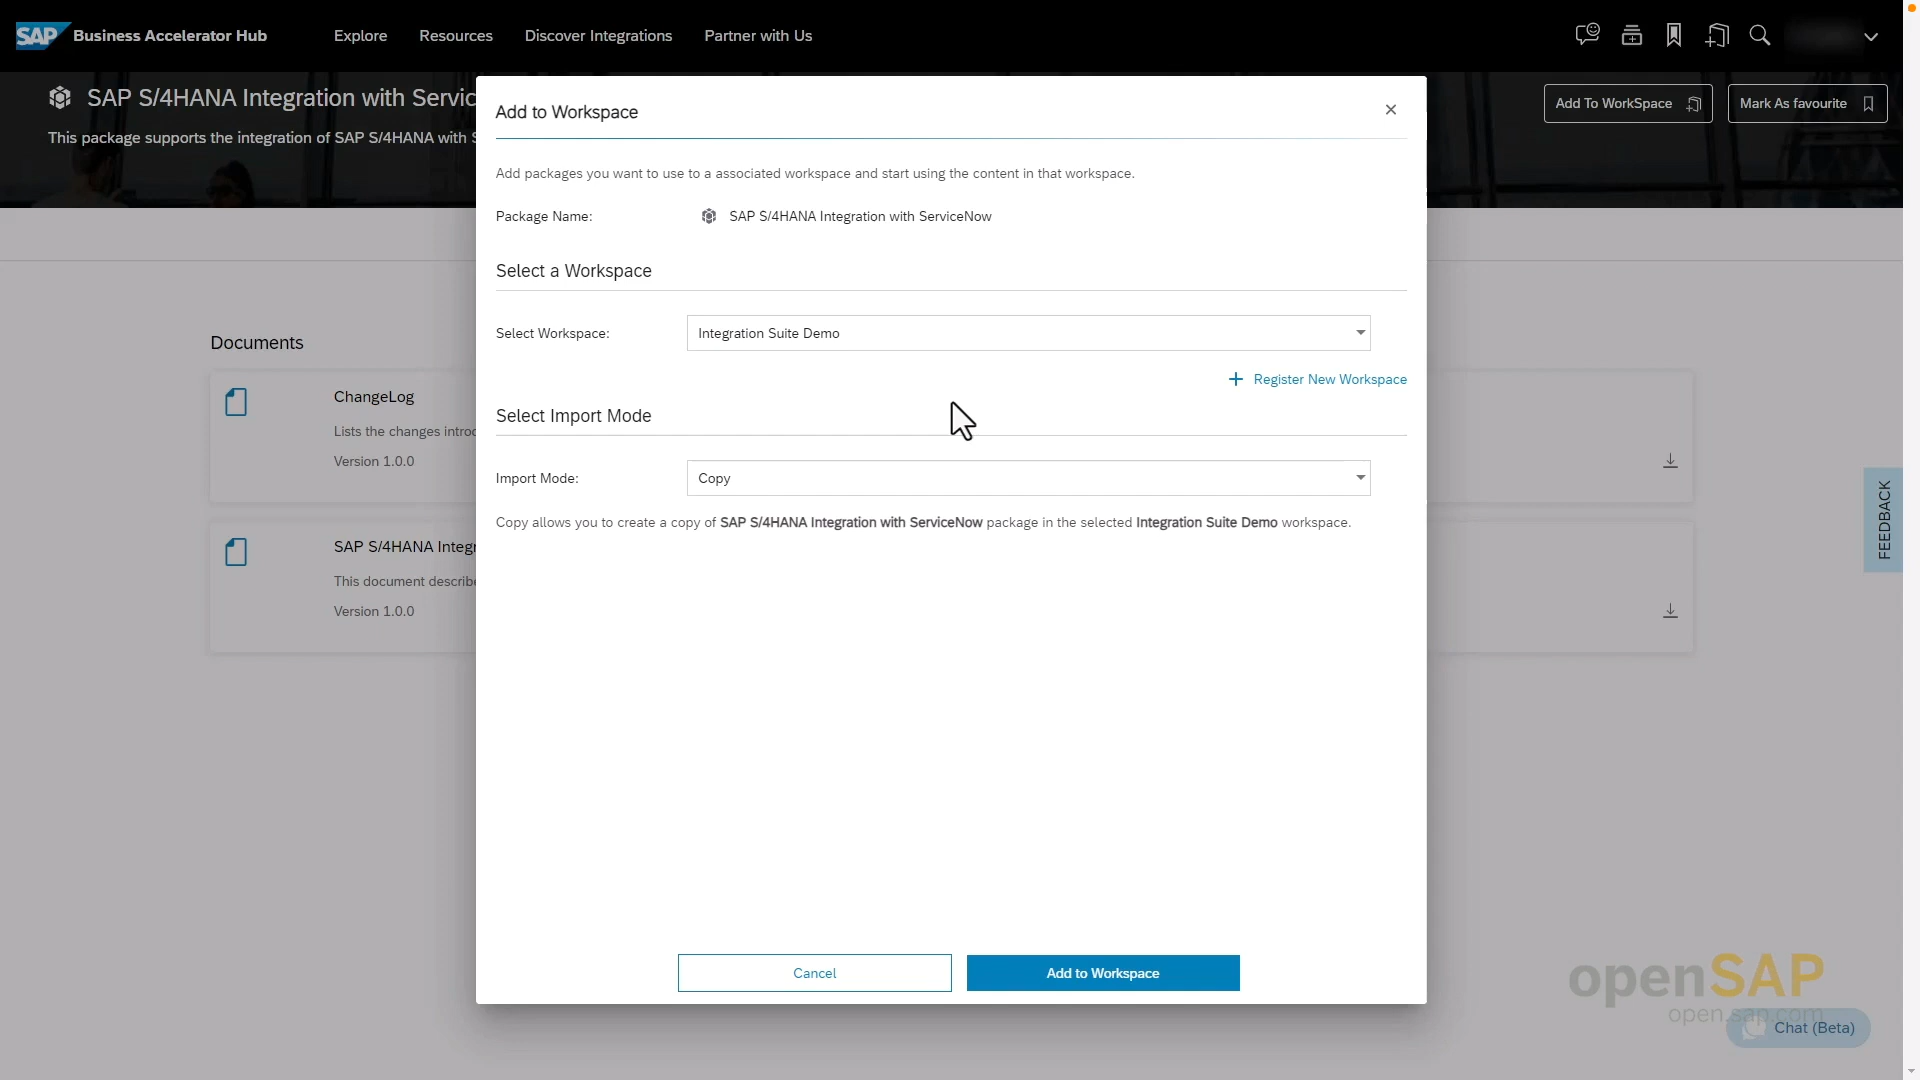 SAP Business Accelerator Hub Explore Resources Discover Integrations Partner with Us
SAP S/4HANA Integration with Servic
This package supports the integration of SAP S/4HANA with S
Add To WorkSpace
Mark As favourite
Add to Workspace
Add packages you want to use to a associated workspace and start using the content in that workspace.
Package Name: SAP S/4HANA Integration with ServiceNow
Select a Workspace
Select Workspace: Integration Suite Demo
Register New Workspace
Select Import Mode
Import Mode: Copy
Copy allows you to create a copy of SAP S/4HANA Integration with ServiceNow package in the selected Integration Suite Demo workspace.
Cancel Add to Workspace
Documents
ChangeLog
Lists the changes introd
Version 1.0.0
SAP S/4HANA Integr
This document describe
Version 1.0.0
FEEDBACK
openSAP
open.sap.com
Chat (Beta)